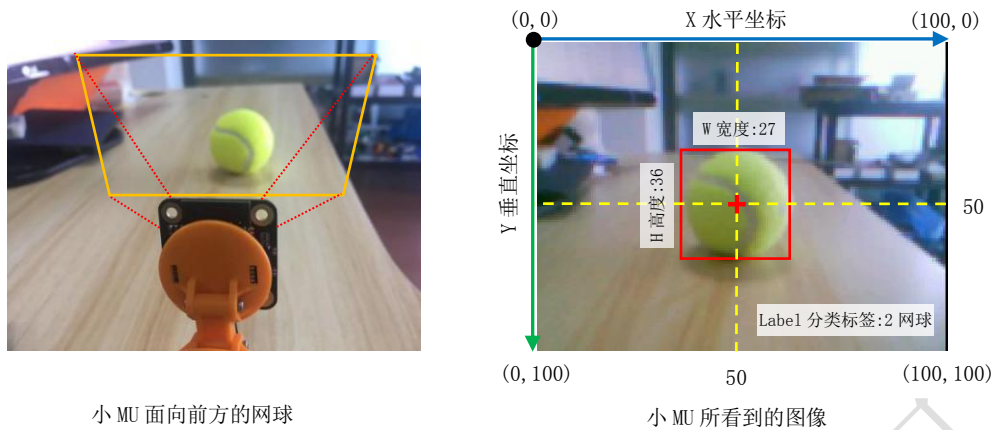 (0,0)
X 水平坐标
(100,0)
W 宽度:27
Y 垂直坐标
H 高度:36
50
Label 分类标签:2 网球
(0,100)
50
(100,100)
小 MU 面向前方的网球
小 MU 所看到的图像